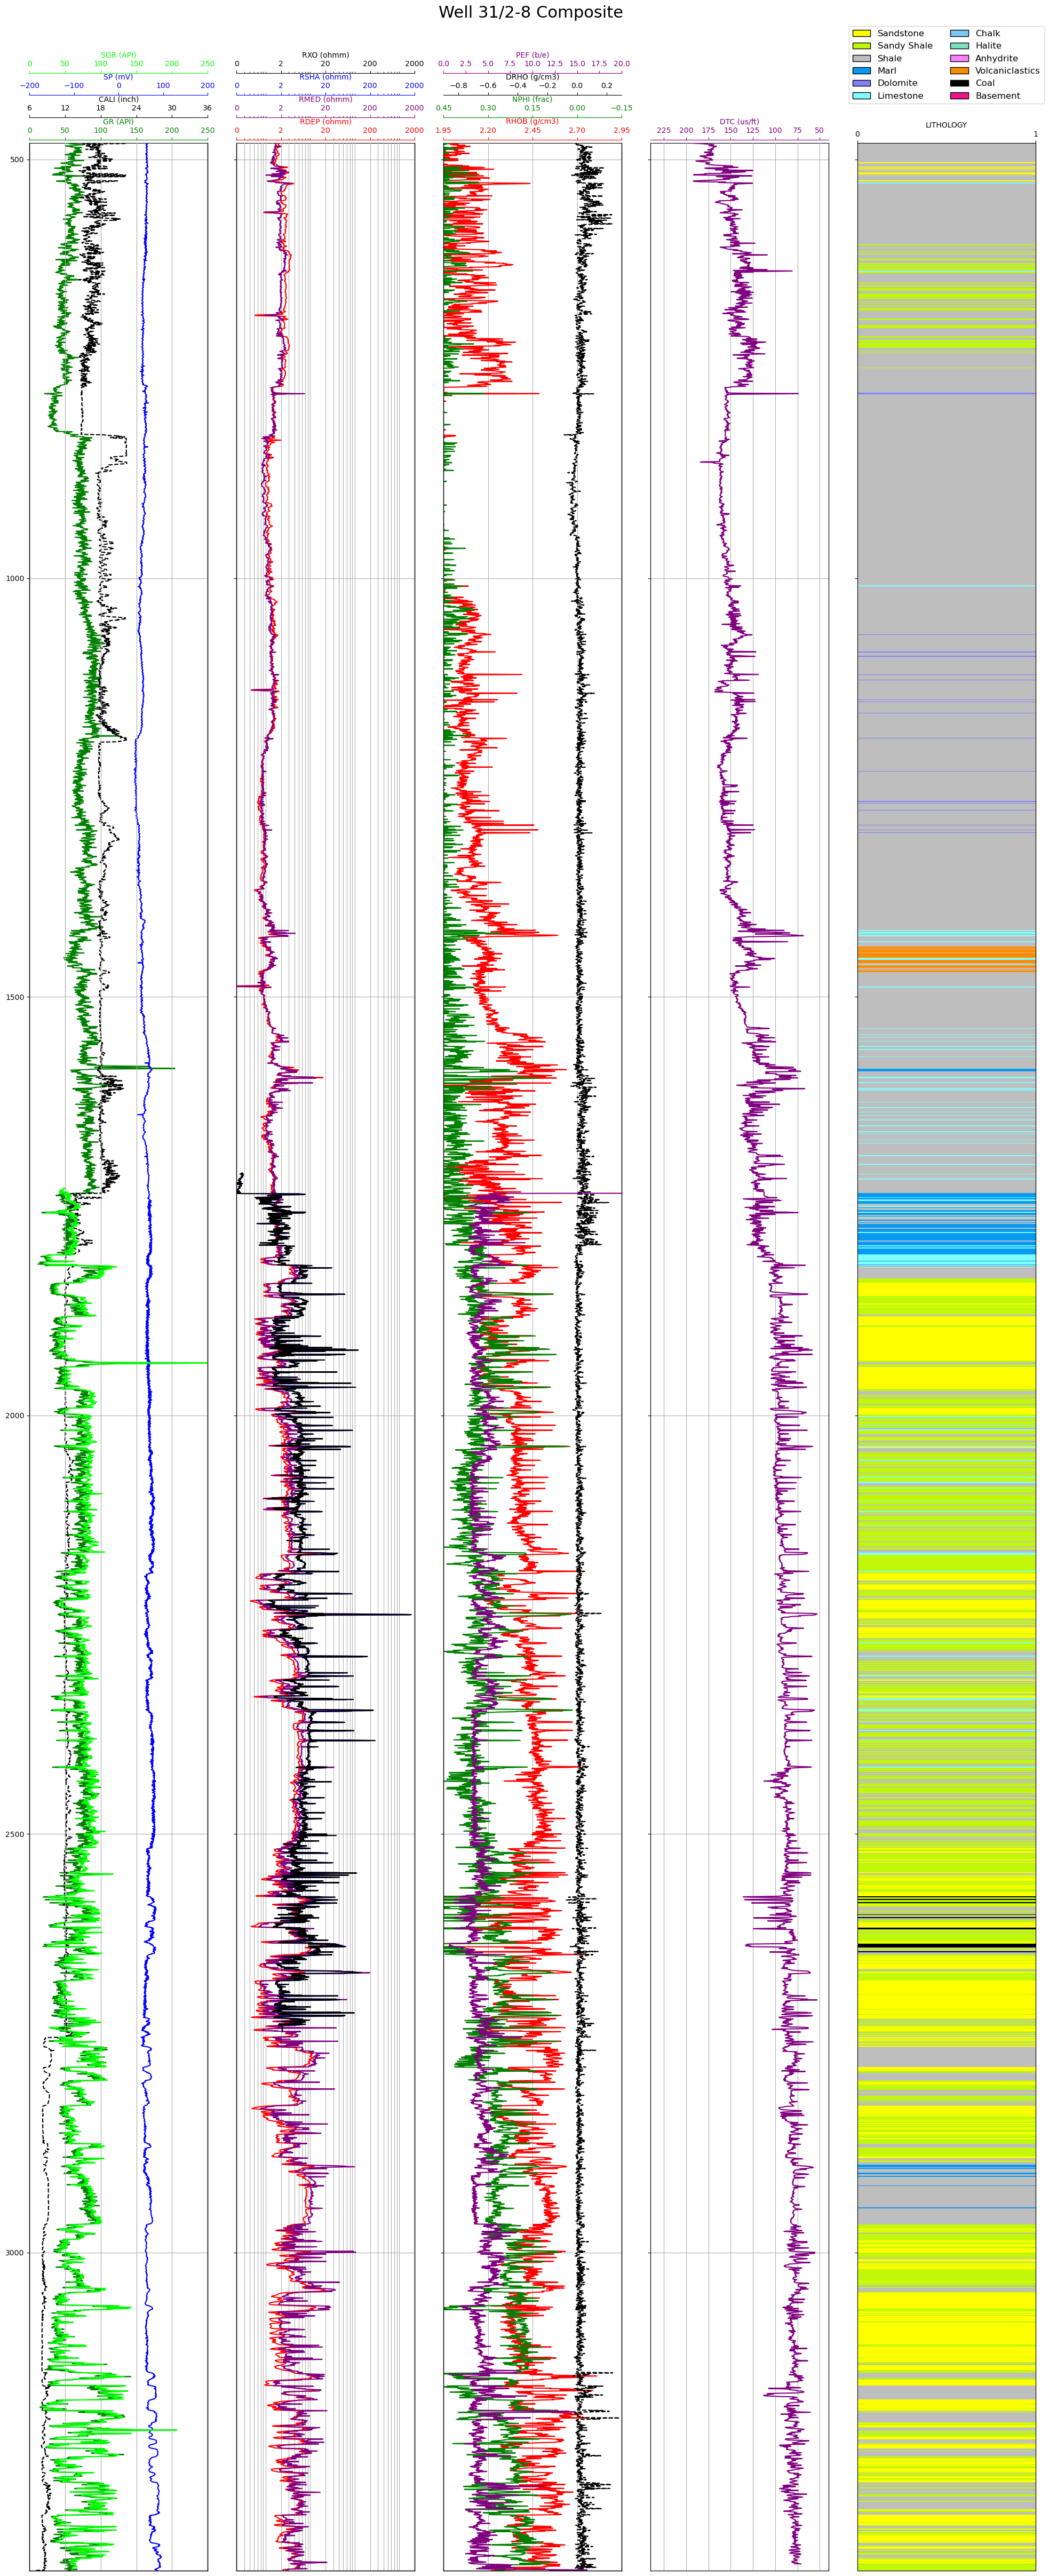 Well 31/2-8 Composite
Sandstone
Sandy Shale
Shale
Marl
Dolomite
Limestone
Chalk
Halite
Anhydrite
Volcaniclastics
Coal
Basement
SGR (API)
0 50 100 150 200 250
SP (mV)
−200 −100 0 100 200
CALI (inch)
6 12 18 24 30 36
GR (API)
0 50 100 150 200 250
RXO (ohmm)
0 2 20 200 2000
RSHA (ohmm)
0 2 20 200 2000
RMED (ohmm)
0 2 20 200 2000
RDEP (ohmm)
0 2 20 200 2000
PEF (b/e)
0.0 2.5 5.0 7.5 10.0 12.5 15.0 17.5 20.0
DRHO (g/cm3)
−0.8 −0.6 −0.4 −0.2 0.0 0.2
NPHI (frac)
0.45 0.30 0.15 0.00 −0.15
RHOB (g/cm3)
1.95 2.20 2.45 2.70 2.95
DTC (us/ft)
225 200 175 150 125 100 75 50
LITHOLOGY
0 1
500
1000
1500
2000
2500
3000